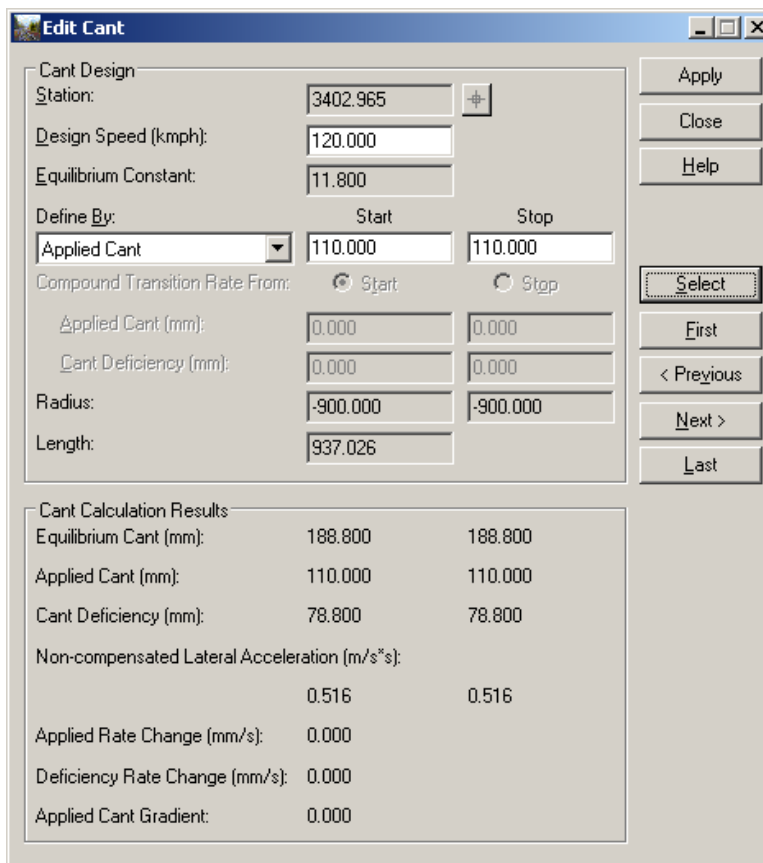 Edit Cant
Cant Design
Station: 3402.965
Design Speed (kmph): 120.000
Equilibrium Constant: 11.800
Define By: Start Stop
Applied Cant 110.000 110.000
Compound Transition Rate From: Start Stop
Applied Cant (mm): 0.000 0.000
Cant Deficiency (mm): 0.000 0.000
Radius: -900.000 -900.000
Length: 937.026
Apply
Close
Help
Select
First
< Previous
Next >
Last
Cant Calculation Results
Equilibrium Cant (mm): 188.800 188.800
Applied Cant (mm): 110.000 110.000
Cant Deficiency (mm): 78.800 78.800
Non-compensated Lateral Acceleration (m/s*s):
0.516 0.516
Applied Rate Change (mm/s): 0.000
Deficiency Rate Change (mm/s): 0.000
Applied Cant Gradient: 0.000